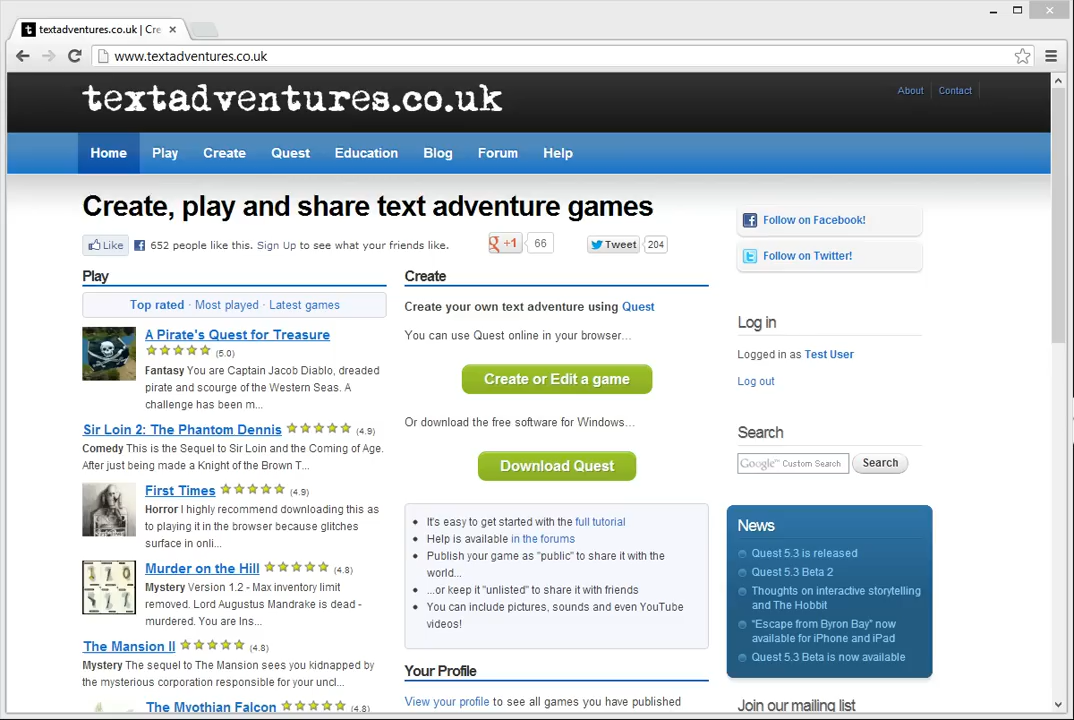 textadventures.co.uk | Cre
www.textadventures.co.uk
textadventures.co.uk
About
Contact
Home
Play
Create
Quest
Education
Blog
Forum
Help
Create, play and share text adventure games
Like
652 people like this. Sign Up to see what your friends like.
+1
66
Tweet
204
Play
Top rated · Most played · Latest games
A Pirate's Quest for Treasure
(5.0)
Fantasy You are Captain Jacob Diablo, dreaded
pirate and scourge of the Western Seas. A
challenge has been m...
Sir Loin 2: The Phantom Dennis
(4.9)
Comedy This is the Sequel to Sir Loin and the Coming of Age.
After just being made a Knight of the Brown T...
First Times
(4.9)
Horror I highly recommend downloading this as
to playing it in the browser because glitches
surface in onli...
Murder on the Hill
(4.8)
Mystery Version 1.2 - Max inventory limit
removed. Lord Augustus Mandrake is dead -
murdered. You are Ins...
The Mansion II
(4.8)
Mystery The sequel to The Mansion sees you kidnapped by
the mysterious corporation responsible for your uncl...
The Myothian Falcon
(4.8)
Create
Create your own text adventure using Quest
You can use Quest online in your browser...
Create or Edit a game
Or download the free software for Windows...
Download Quest
It's easy to get started with the full tutorial
Help is available in the forums
Publish your game as "public" to share it with the
world...
...or keep it "unlisted" to share it with friends
You can include pictures, sounds and even YouTube
videos!
Your Profile
View your profile to see all games you have published
Follow on Facebook!
Follow on Twitter!
Log in
Logged in as Test User
Log out
Search
Google™ Custom Search
Search
News
Quest 5.3 is released
Quest 5.3 Beta 2
Thoughts on interactive storytelling
and The Hobbit
"Escape from Byron Bay" now
available for iPhone and iPad
Quest 5.3 Beta is now available
Join our mailing list